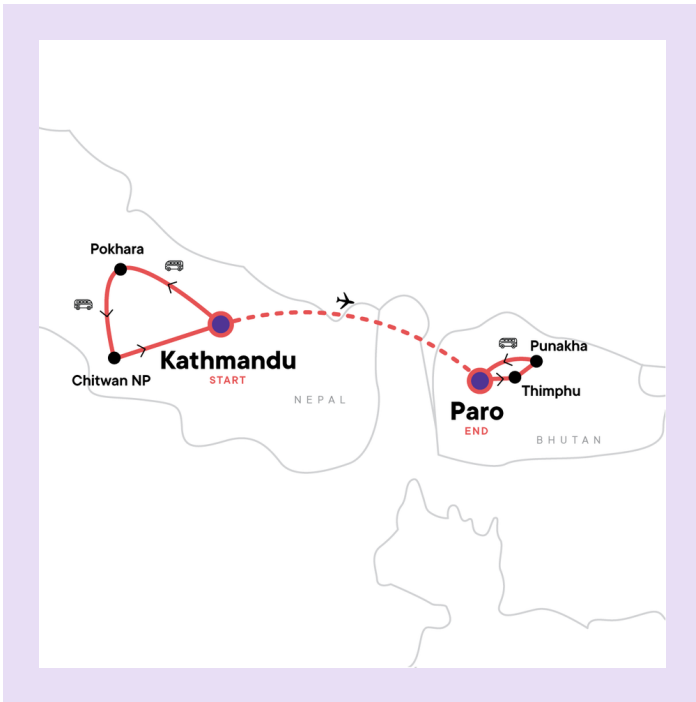 Pokhara
Chitwan NP
Kathmandu
START
NEPAL
Punakha
Thimphu
Paro
END
BHUTAN